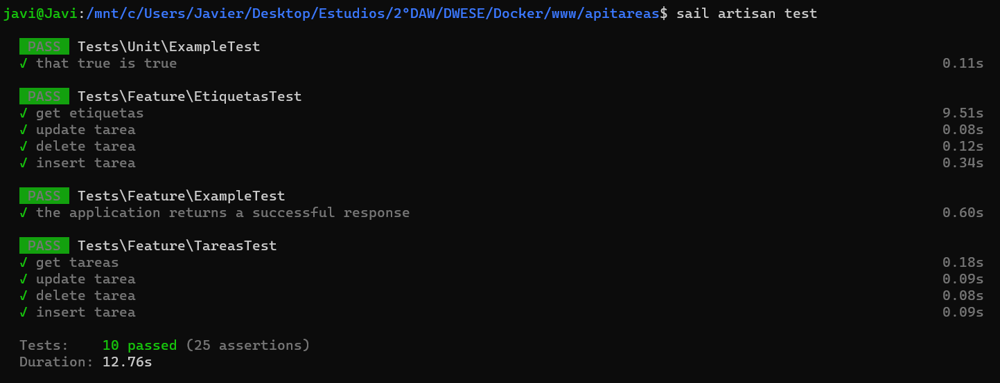 javi@Javi:/mnt/c/Users/Javier/Desktop/Estudios/2ºDAW/DWESE/Docker/www/apitareas$ sail artisan test
PASS Tests\Unit\ExampleTest
✓ that true is true 0.11s
PASS Tests\Feature\EtiquetasTest
✓ get etiquetas 9.51s
✓ update tarea 0.08s
✓ delete tarea 0.12s
✓ insert tarea 0.34s
PASS Tests\Feature\ExampleTest
✓ the application returns a successful response 0.60s
PASS Tests\Feature\TareasTest
✓ get tareas 0.18s
✓ update tarea 0.09s
✓ delete tarea 0.08s
✓ insert tarea 0.09s
Tests: 10 passed (25 assertions)
Duration: 12.76s